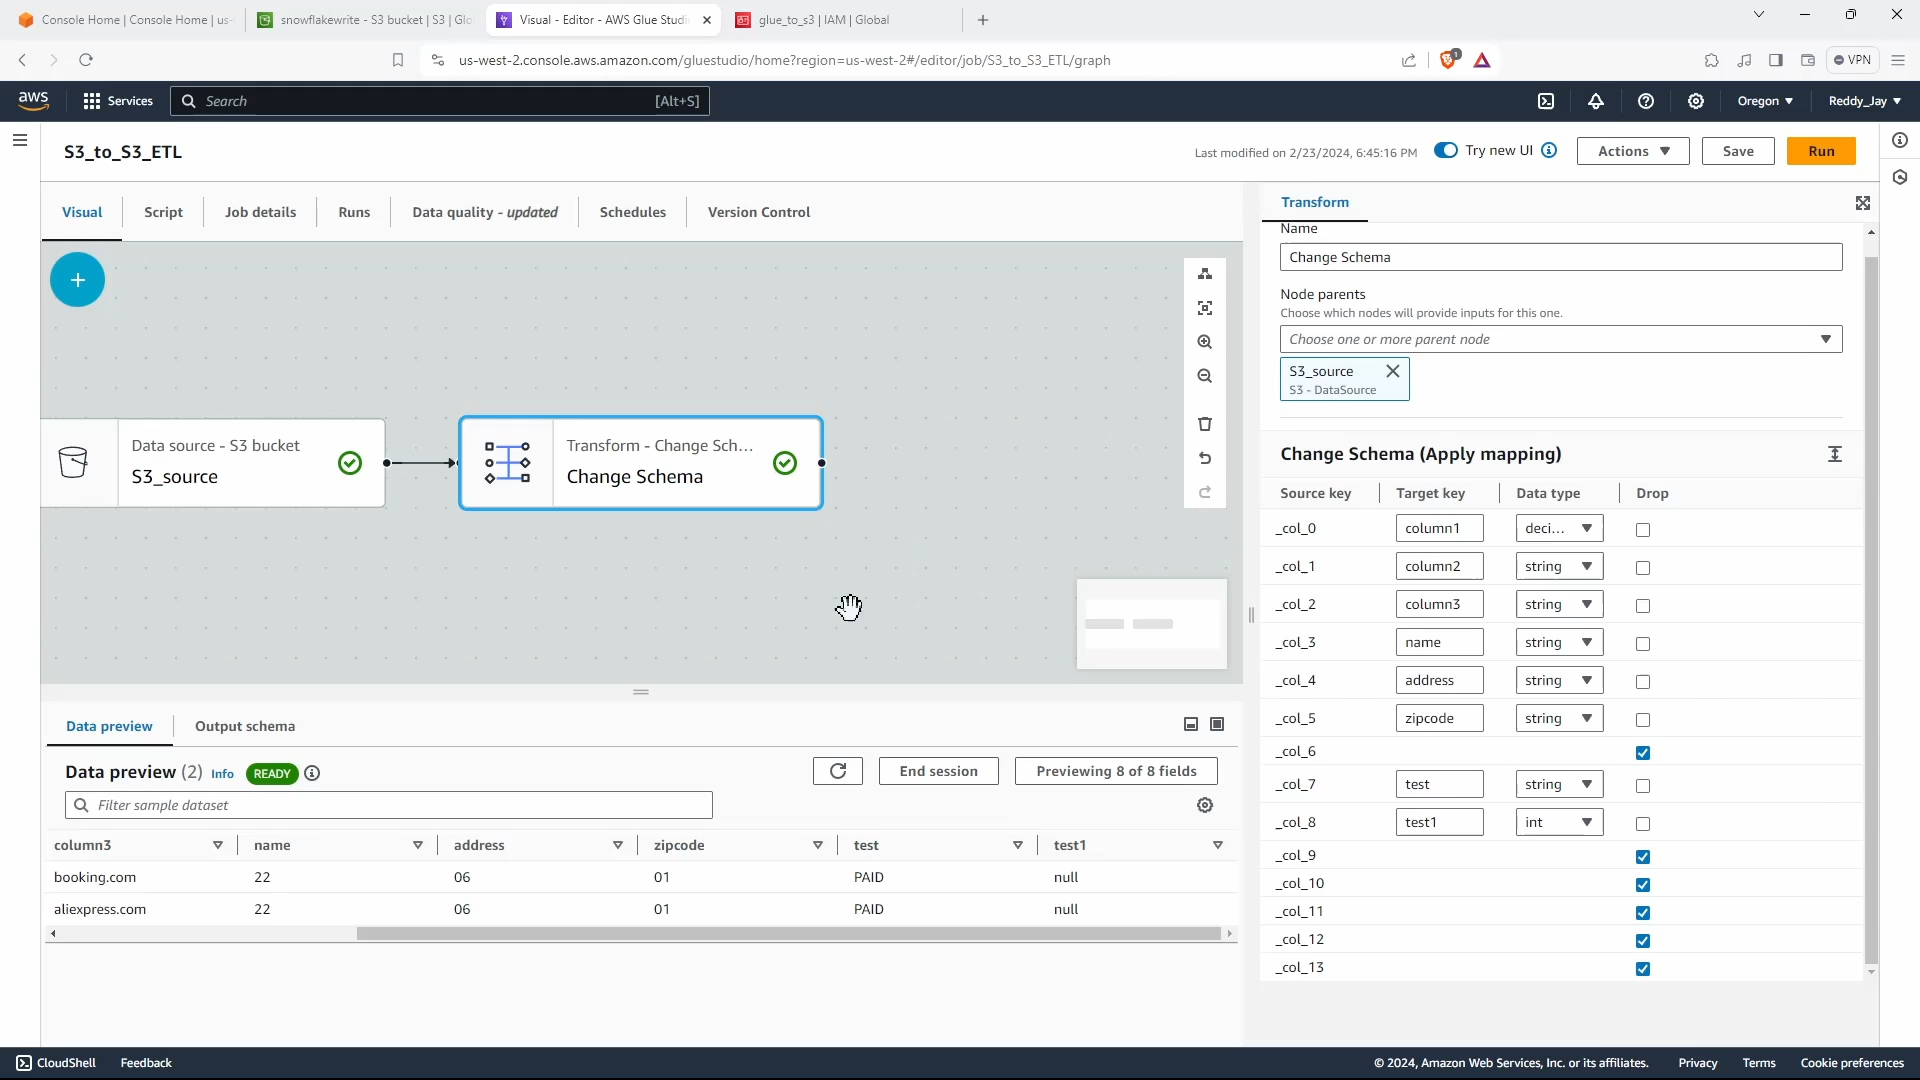 Console Home | Console Home | us-
snowflakewrite - S3 bucket | S3 | Glo
Visual - Editor - AWS Glue Studi
glue_to_s3 | IAM | Global
us-west-2.console.aws.amazon.com/gluestudio/home?region=us-west-2#/editor/job/S3_to_S3_ETL/graph
1
VPN
aws
Services
Search
[Alt+S]
Oregon
Reddy_Jay
S3_to_S3_ETL
Last modified on 2/23/2024, 6:45:16 PM
Try new UI
Actions
Save
Run
Visual
Script
Job details
Runs
Data quality - updated
Schedules
Version Control
Data source - S3 bucket
S3_source
Transform - Change Sch...
Change Schema
Transform
Name
Change Schema
Node parents
Choose which nodes will provide inputs for this one.
Choose one or more parent node
S3_source
S3 - DataSource
Change Schema (Apply mapping)
Source key Target key Data type Drop
_col_0 column1 deci...
_col_1 column2 string
_col_2 column3 string
_col_3 name string
_col_4 address string
_col_5 zipcode string
_col_6
_col_7 test string
_col_8 test1 int
_col_9
_col_10
_col_11
_col_12
_col_13
Data preview
Output schema
Data preview (2) Info READY
End session
Previewing 8 of 8 fields
Filter sample dataset
column3 name address zipcode test test1
booking.com 22 06 01 PAID null
aliexpress.com 22 06 01 PAID null
CloudShell
Feedback
© 2024, Amazon Web Services, Inc. or its affiliates.
Privacy
Terms
Cookie preferences